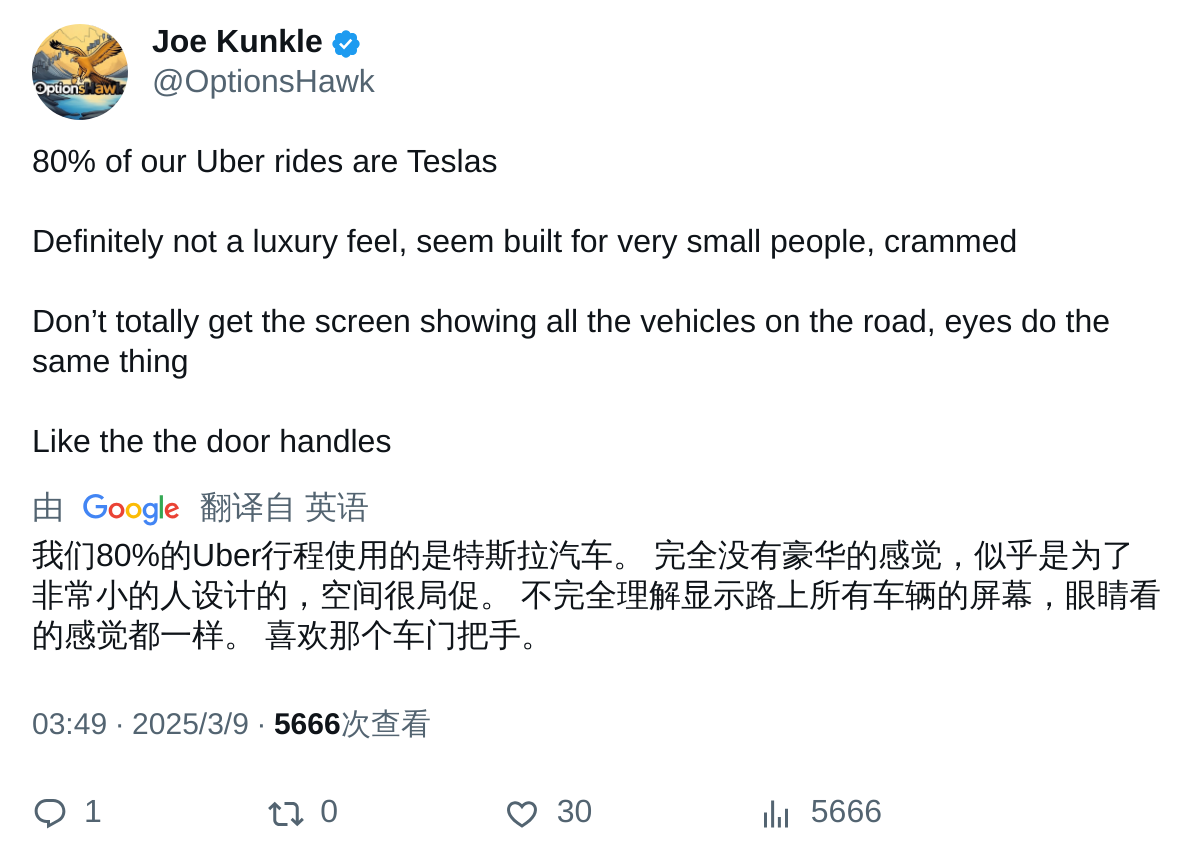 Joe Kunkle
@OptionsHawk
80% of our Uber rides are Teslas
Definitely not a luxury feel, seem built for very small people, crammed
Don’t totally get the screen showing all the vehicles on the road, eyes do the
same thing
Like the the door handles
由 Google 翻译自 英语
我们80%的Uber行程使用的是特斯拉汽车。 完全没有豪华的感觉，似乎是为了
非常小的人设计的，空间很局促。 不完全理解显示路上所有车辆的屏幕，眼睛看
的感觉都一样。 喜欢那个车门把手。
03:49 · 2025/3/9 · 5666次查看
1 0 30 5666